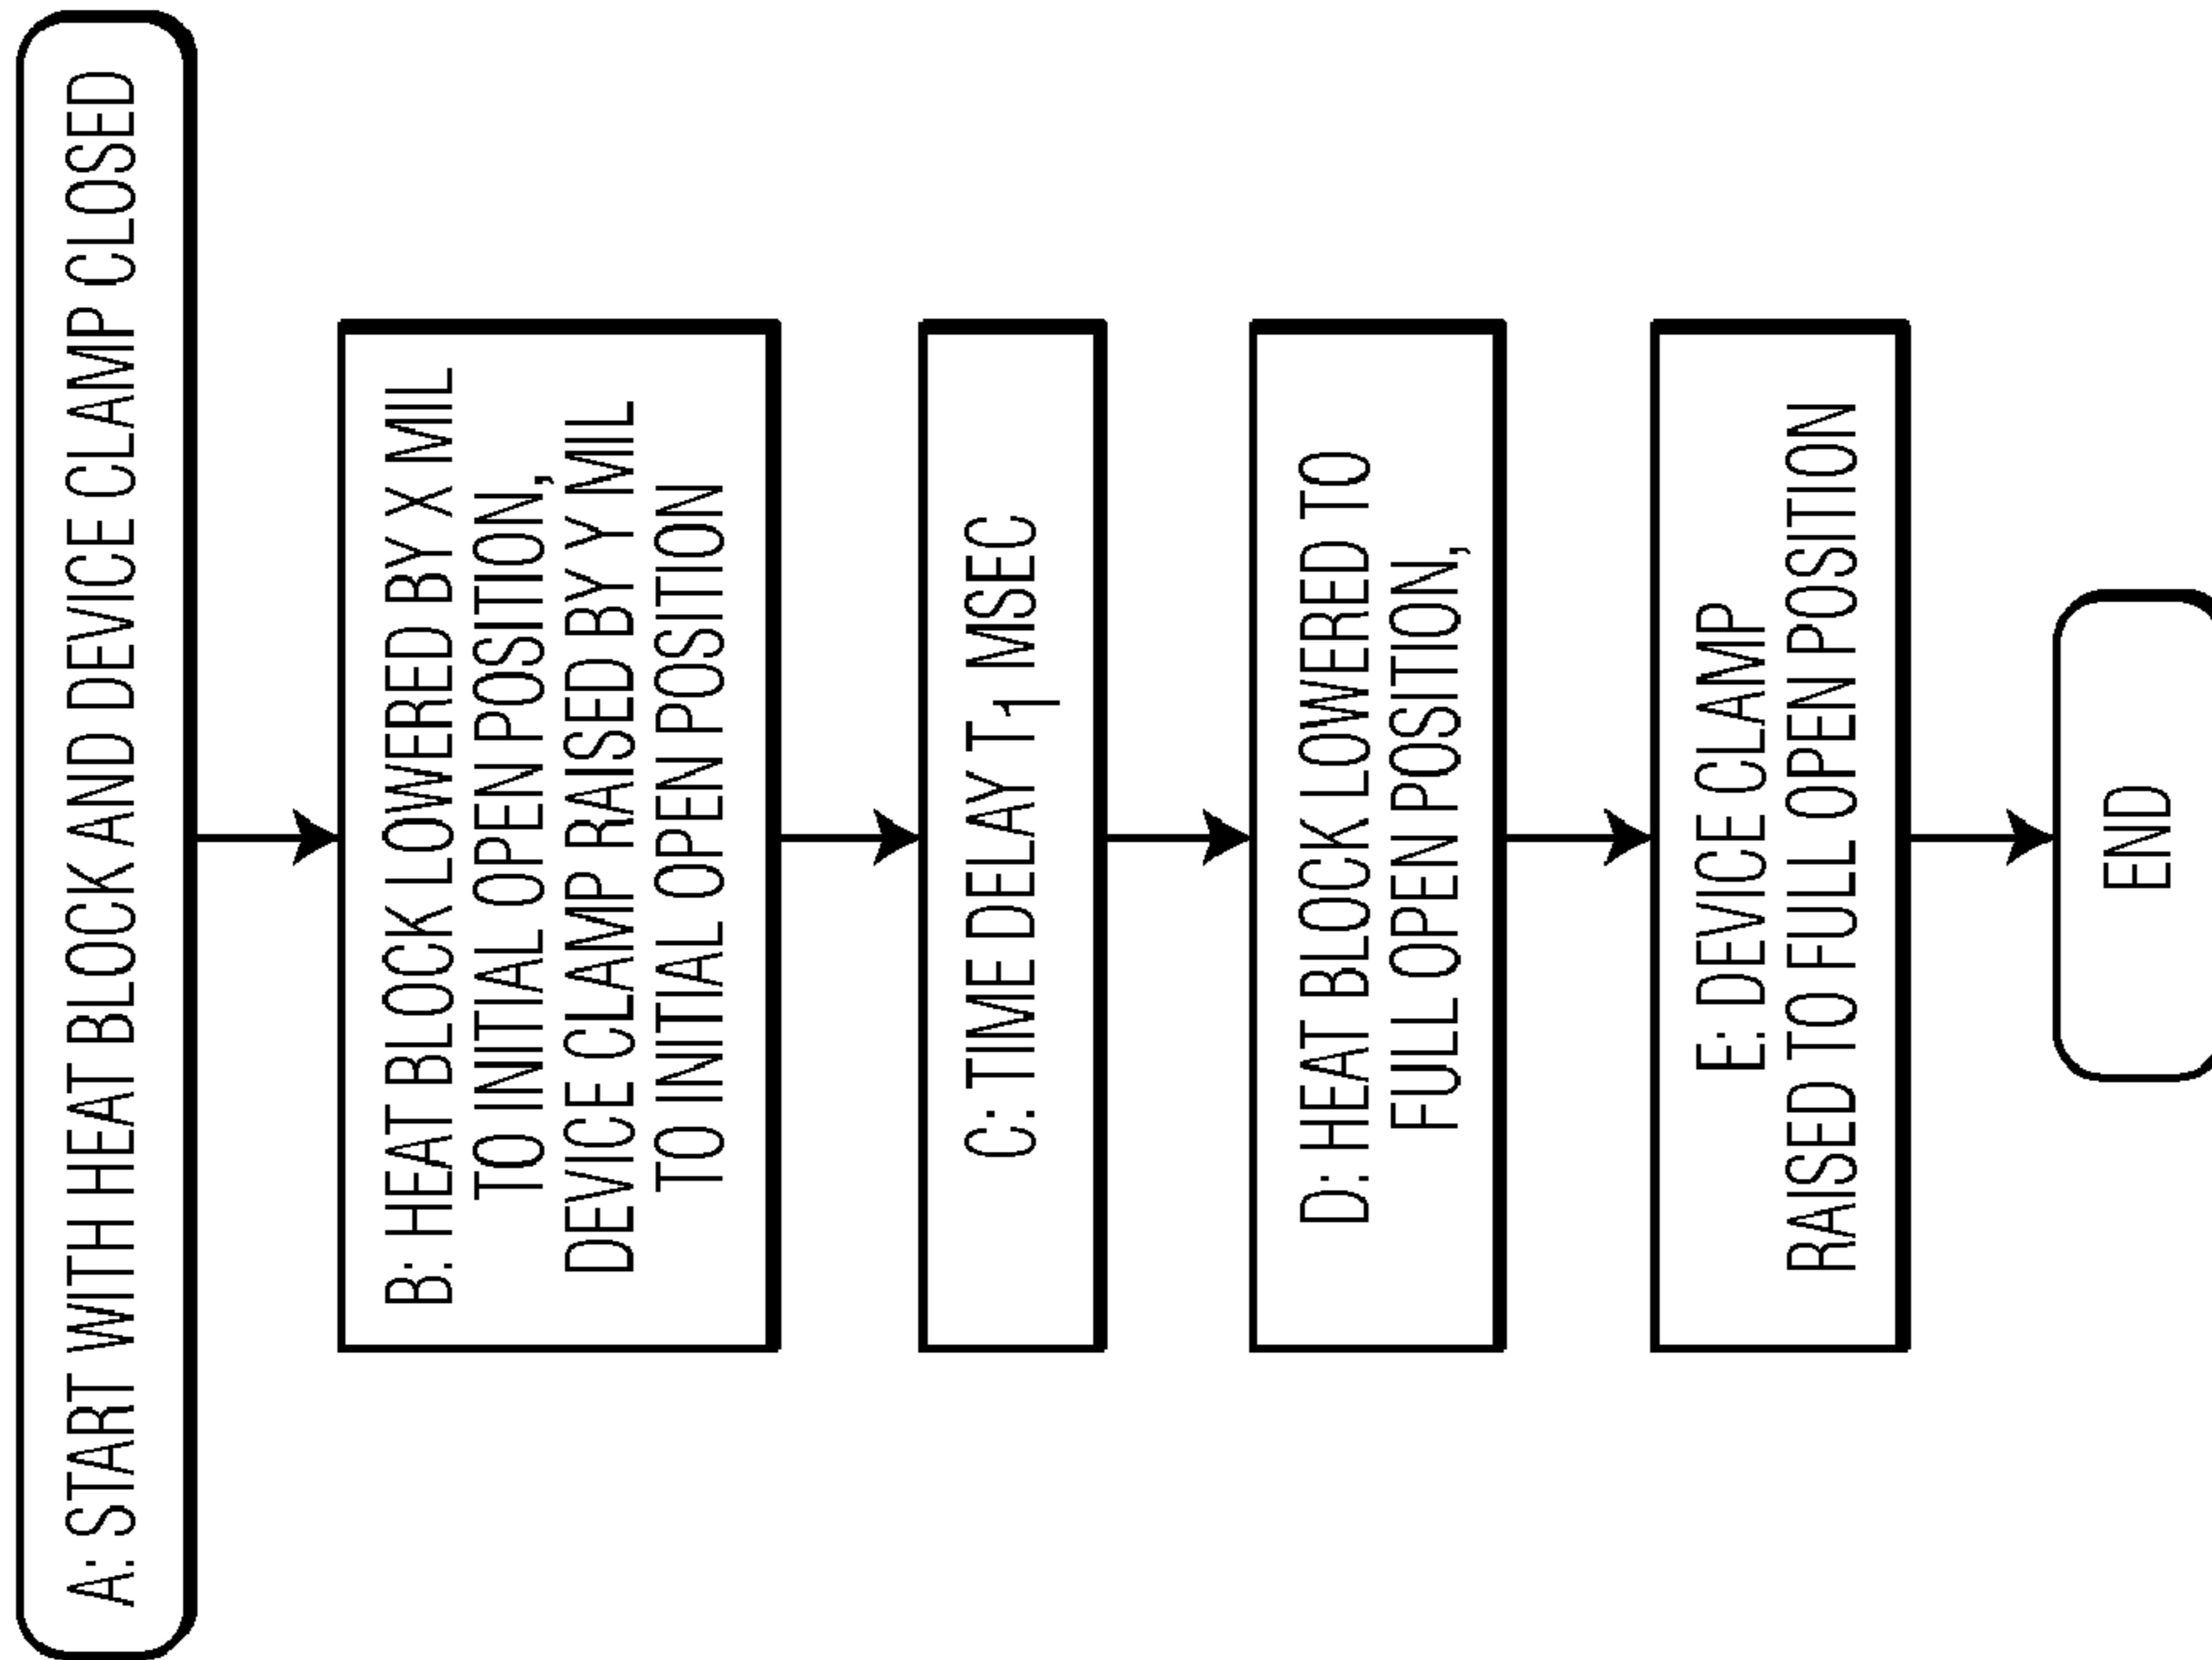 A: START WITH HEAT BLOCK AND DEVICE CLAMP CLOSED
B: HEAT BLOCK LOWERED BY X MIL
TO INITIAL OPEN POSITION,
DEVICE CLAMP RAISED BY Y MIL
TO INITIAL OPEN POSITION
C: TIME DELAY T1 MSEC
D: HEAT BLOCK LOWERED TO
FULL OPEN POSITION,
E: DEVICE CLAMP
RAISED TO FULL OPEN POSITION
END